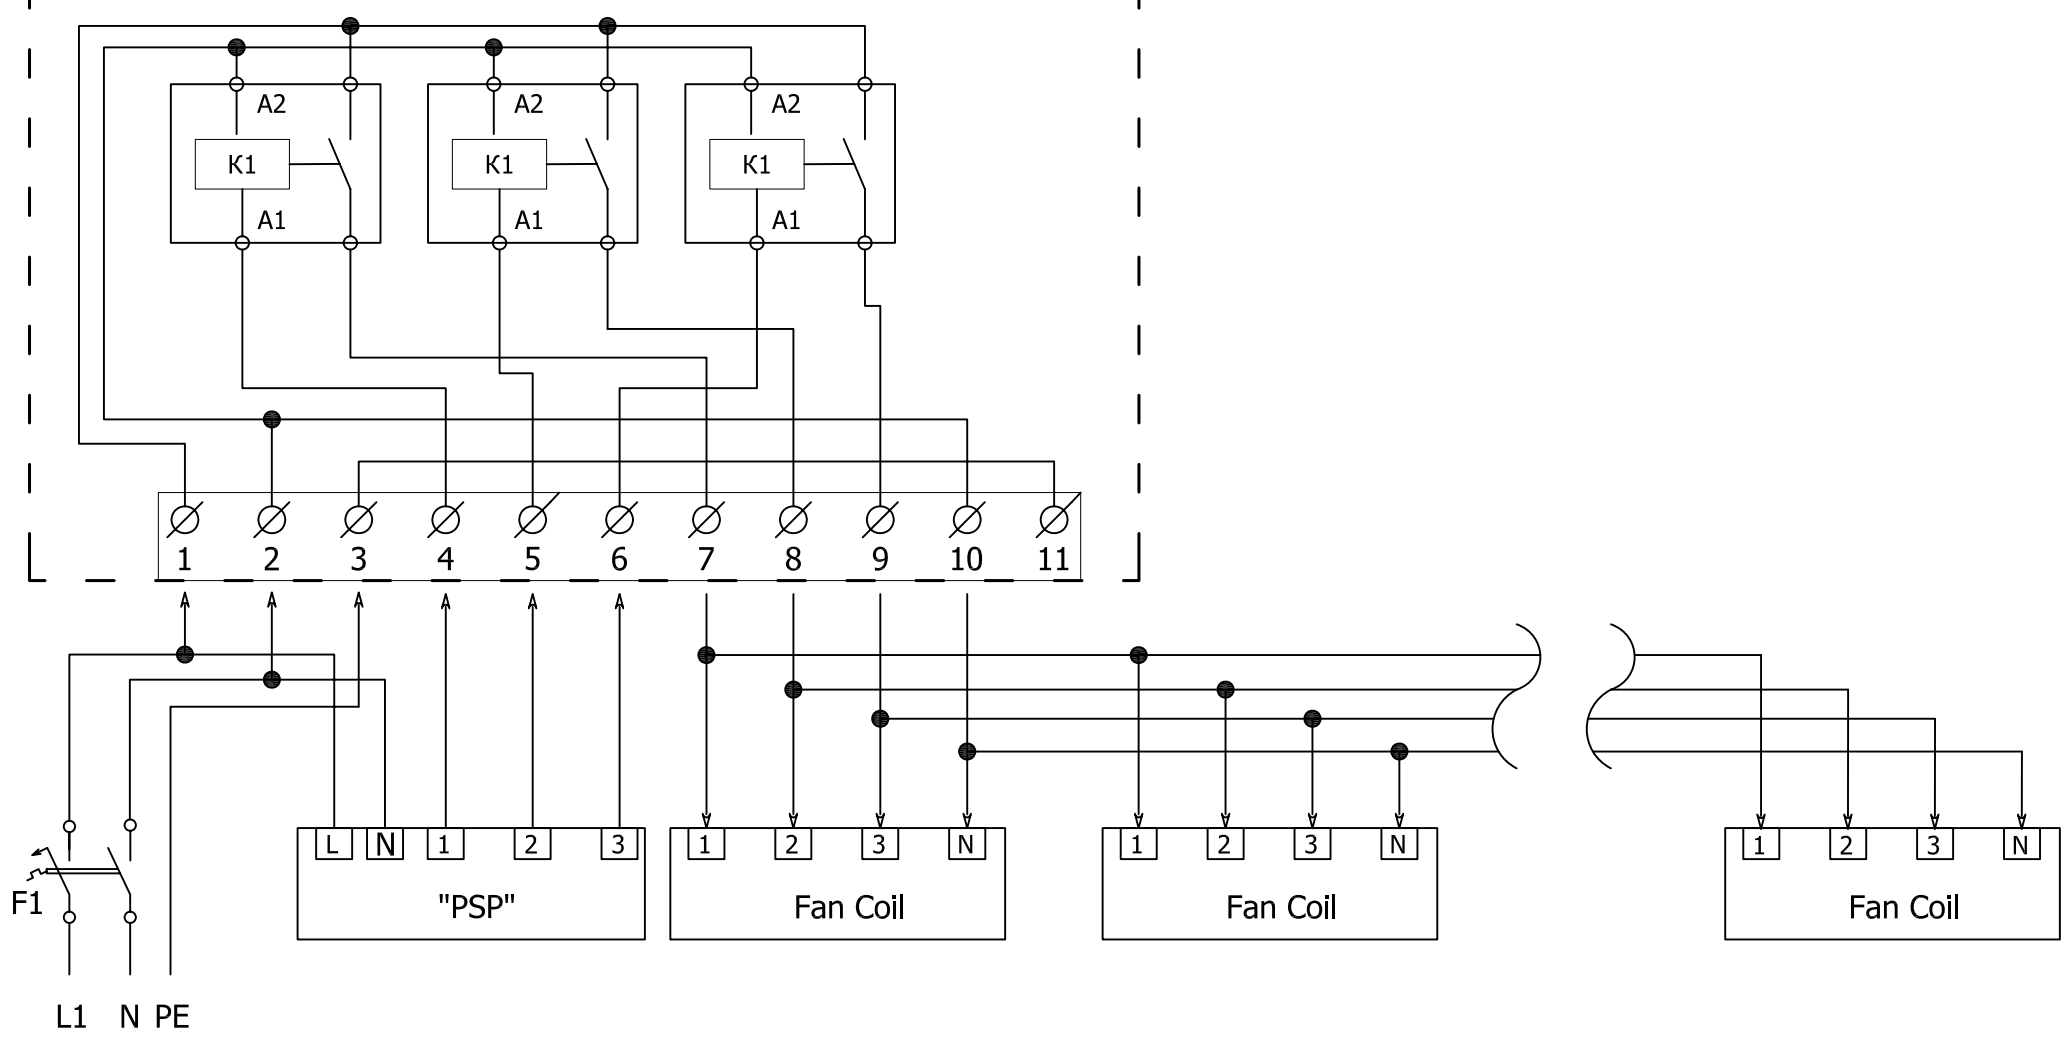 A2 A2 A2
K1 K1 K1
A1 A1 A1
1 2 3 4 5 6 7 8 9 10 11
L N 1 2 3 1 2 3 N 1 2 3 N 1 2 3 N
F1 "PSP" Fan Coil Fan Coil Fan Coil
L1 N PE